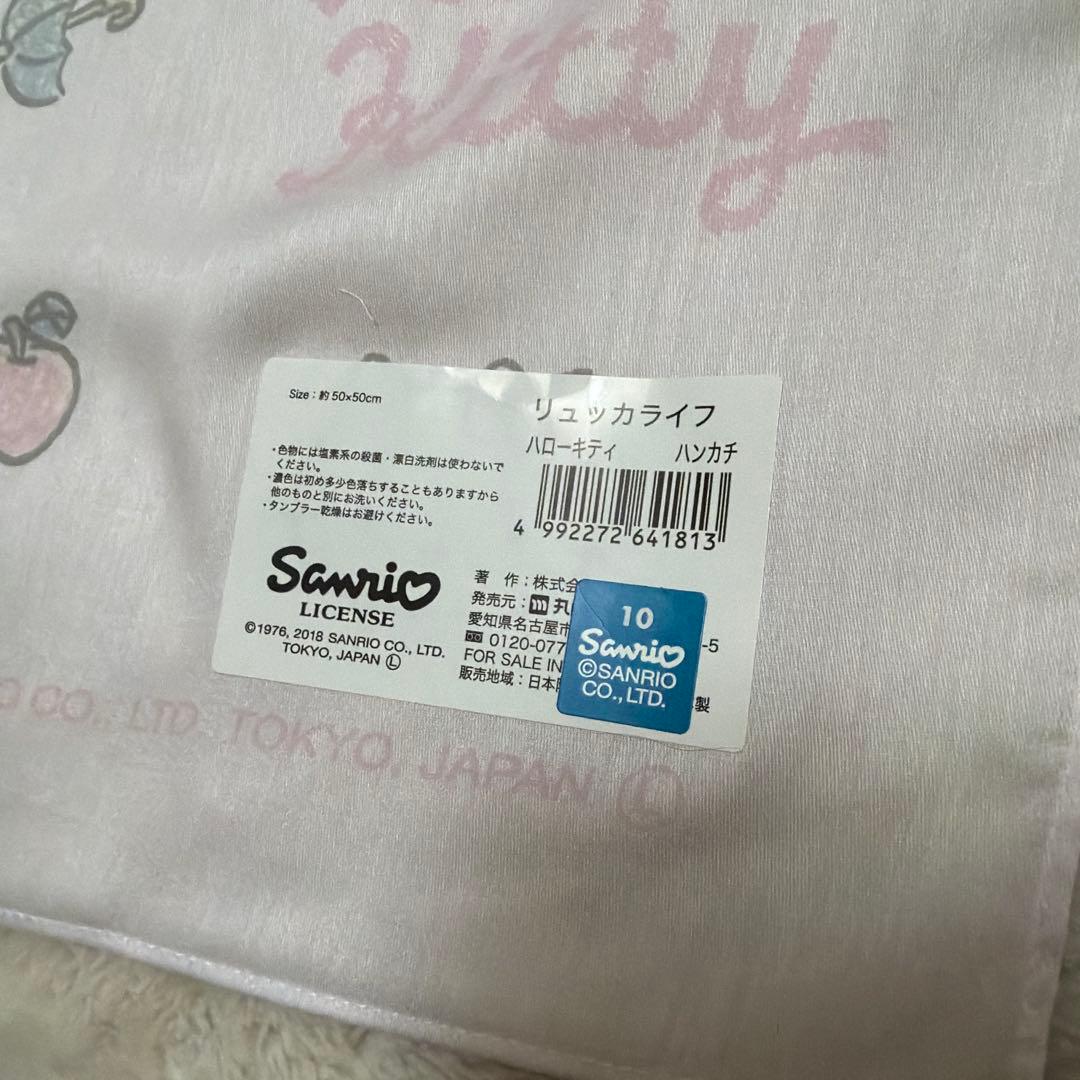 Kitty
Size：約50×50cm
・色物には塩素系の殺菌・漂白洗剤は使わないで
ください。
・濃色は初め多少色落ちすることもありますから
他のものと別にお洗いください。
・タンブラー乾燥はお避けください。
リュッカライフ
ハローキティ ハンカチ
4 992272 641813
Sanrio
LICENSE
©1976, 2018 SANRIO CO., LTD.
TOKYO, JAPAN Ⓛ
著 作：株式会
発売元：丸
愛知県名古屋市 -5
0120-077
FOR SALE IN
販売地域：日本 製
10
Sanrio
©SANRIO
CO., LTD.
CO., LTD. TOKYO, JAPAN Ⓛ